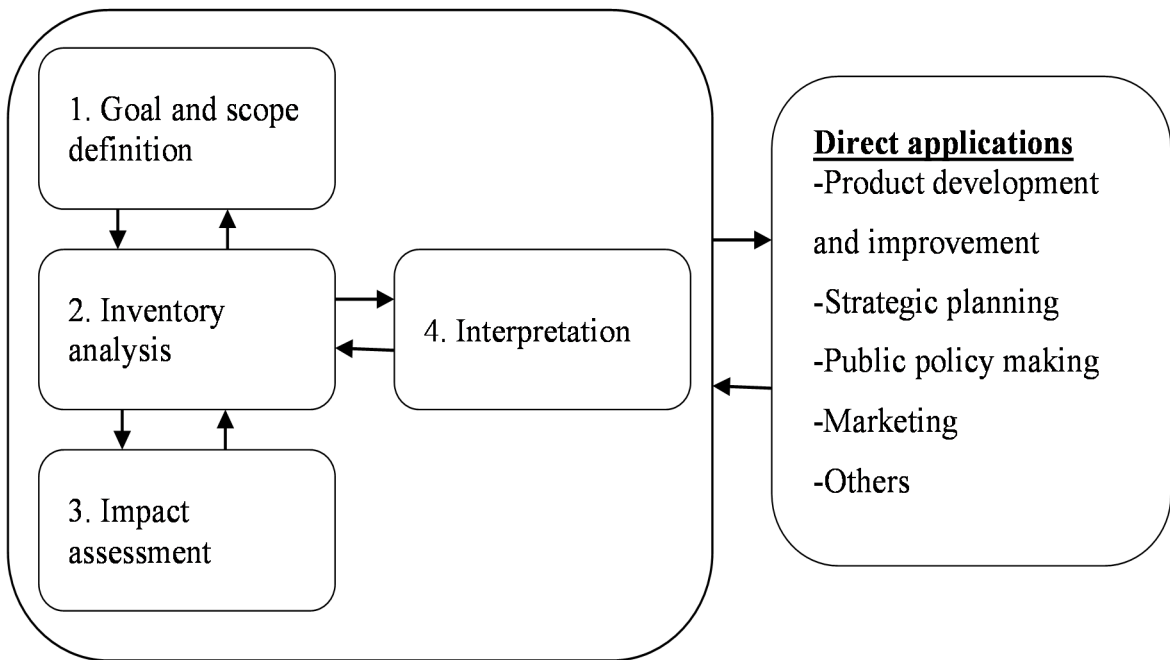 1. Goal and scope
definition
2. Inventory
analysis
3. Impact
assessment
4. Interpretation
Direct applications
-Product development
and improvement
-Strategic planning
-Public policy making
-Marketing
-Others